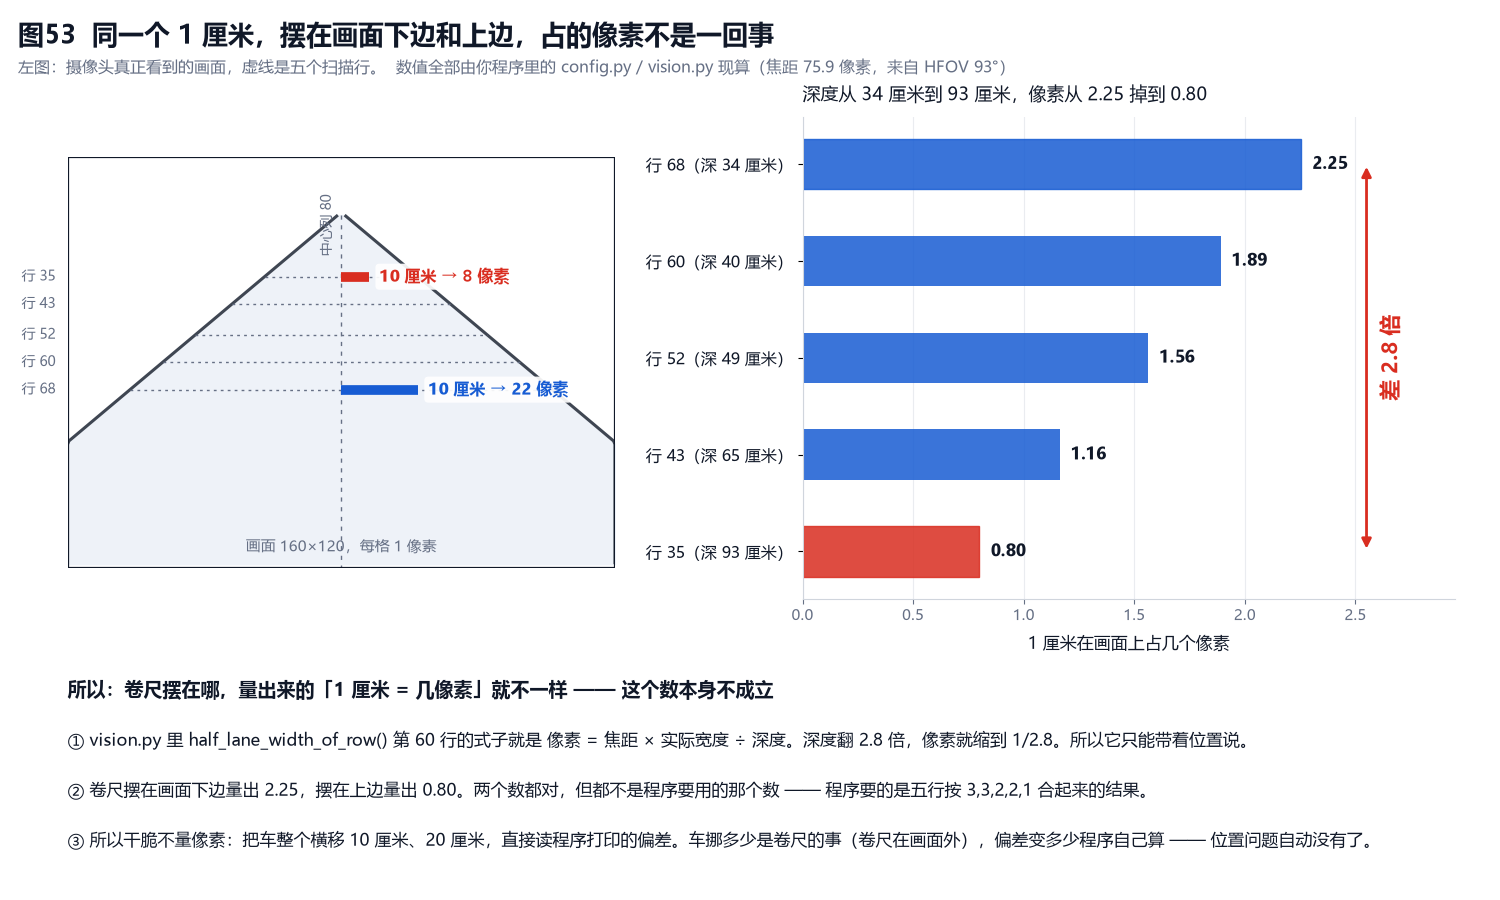 图53 同一个 1 厘米，摆在画面下边和上边，占的像素不是一回事
左图：摄像头真正看到的画面，虚线是五个扫描行。 数值全部由你程序里的 config.py / vision.py 现算（焦距 75.9 像素，来自 HFOV 93°）
中心列 80
行 35
10 厘米 → 8 像素
行 43
行 52
行 60
行 68
10 厘米 → 22 像素
画面 160×120，每格 1 像素
深度从 34 厘米到 93 厘米，像素从 2.25 掉到 0.80
行 68（深 34 厘米）
2.25
行 60（深 40 厘米）
1.89
行 52（深 49 厘米）
1.56
行 43（深 65 厘米）
1.16
行 35（深 93 厘米）
0.80
差 2.8 倍
0.0 0.5 1.0 1.5 2.0 2.5
1 厘米在画面上占几个像素
所以：卷尺摆在哪，量出来的「1 厘米 = 几像素」就不一样 —— 这个数本身不成立
① vision.py 里 half_lane_width_of_row() 第 60 行的式子就是 像素 = 焦距 × 实际宽度 ÷ 深度。深度翻 2.8 倍，像素就缩到 1/2.8。所以它只能带着位置说。
② 卷尺摆在画面下边量出 2.25，摆在上边量出 0.80。两个数都对，但都不是程序要用的那个数 —— 程序要的是五行按 3,3,2,2,1 合起来的结果。
③ 所以干脆不量像素：把车整个横移 10 厘米、20 厘米，直接读程序打印的偏差。车挪多少是卷尺的事（卷尺在画面外），偏差变多少程序自己算 —— 位置问题自动没有了。